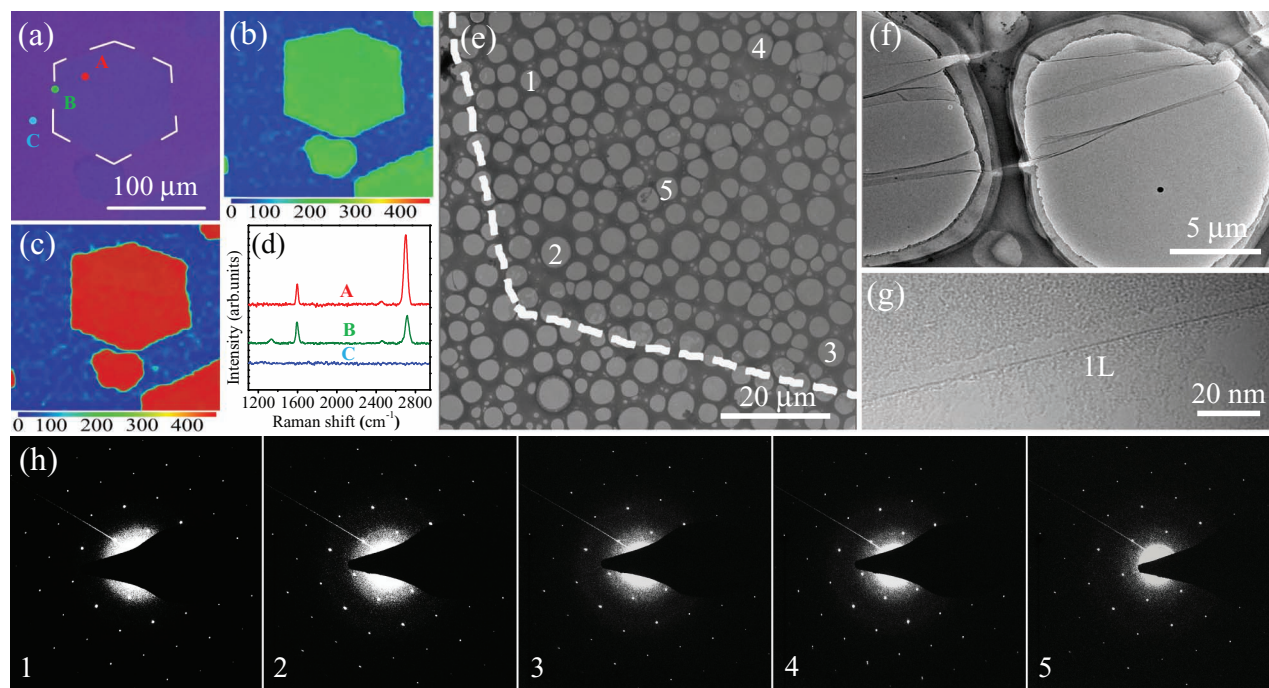 (a)
A
B
C
100 µm
(b)
0 100 200 300 400
(c)
0 100 200 300 400
(d)
A
B
C
Intensity (arb.units)
1200 1600 2000 2400 2800
Raman shift (cm-1)
(e)
1
2
3
4
5
20 µm
(f)
5 µm
(g)
1L
20 nm
(h)
1
2
3
4
5